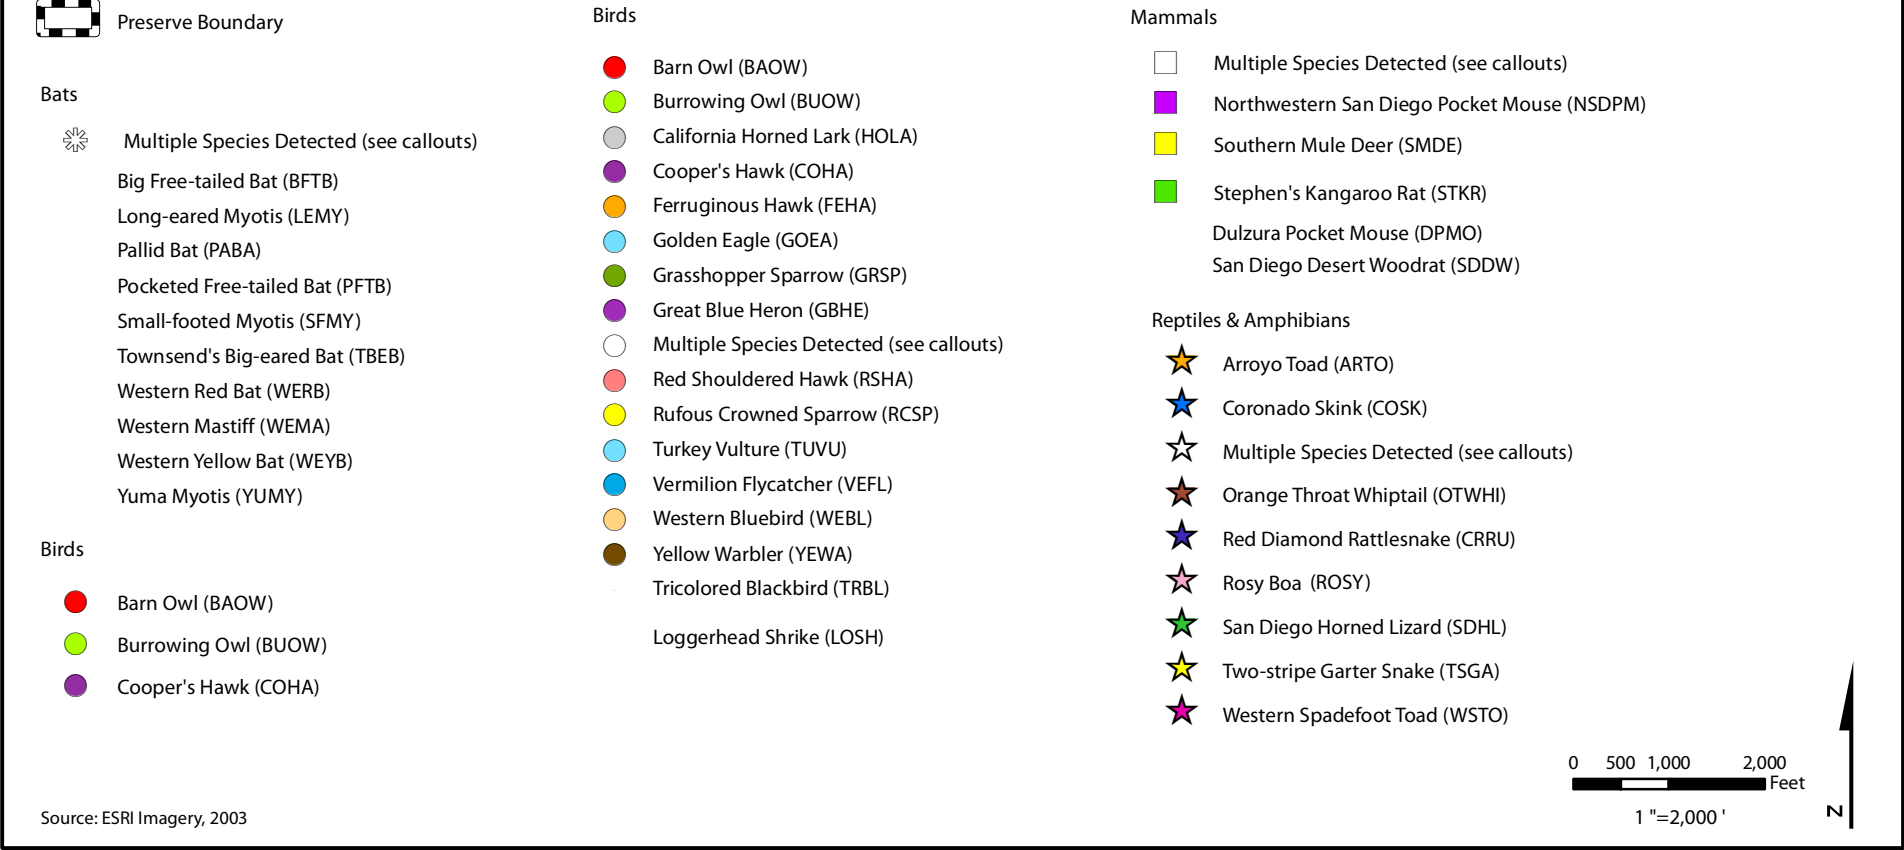 Preserve Boundary
Bats
Multiple Species Detected (see callouts)
Big Free-tailed Bat (BFTB)
Long-eared Myotis (LEMY)
Pallid Bat (PABA)
Pocketed Free-tailed Bat (PFTB)
Small-footed Myotis (SFMY)
Townsend's Big-eared Bat (TBEB)
Western Red Bat (WERB)
Western Mastiff (WEMA)
Western Yellow Bat (WEYB)
Yuma Myotis (YUMY)
Birds
Barn Owl (BAOW)
Burrowing Owl (BUOW)
Cooper's Hawk (COHA)
Source: ESRI Imagery, 2003
Birds
Barn Owl (BAOW)
Burrowing Owl (BUOW)
California Horned Lark (HOLA)
Cooper's Hawk (COHA)
Ferruginous Hawk (FEHA)
Golden Eagle (GOEA)
Grasshopper Sparrow (GRSP)
Great Blue Heron (GBHE)
Multiple Species Detected (see callouts)
Red Shouldered Hawk (RSHA)
Rufous Crowned Sparrow (RCSP)
Turkey Vulture (TUVU)
Vermilion Flycatcher (VEFL)
Western Bluebird (WEBL)
Yellow Warbler (YEWA)
Tricolored Blackbird (TRBL)
Loggerhead Shrike (LOSH)
Mammals
Multiple Species Detected (see callouts)
Northwestern San Diego Pocket Mouse (NSDPM)
Southern Mule Deer (SMDE)
Stephen's Kangaroo Rat (STKR)
Dulzura Pocket Mouse (DPMO)
San Diego Desert Woodrat (SDDW)
Reptiles & Amphibians
Arroyo Toad (ARTO)
Coronado Skink (COSK)
Multiple Species Detected (see callouts)
Orange Throat Whiptail (OTWHI)
Red Diamond Rattlesnake (CRRU)
Rosy Boa (ROSY)
San Diego Horned Lizard (SDHL)
Two-stripe Garter Snake (TSGA)
Western Spadefoot Toad (WSTO)
0 500 1,000 2,000
Feet
1 "=2,000 '
N